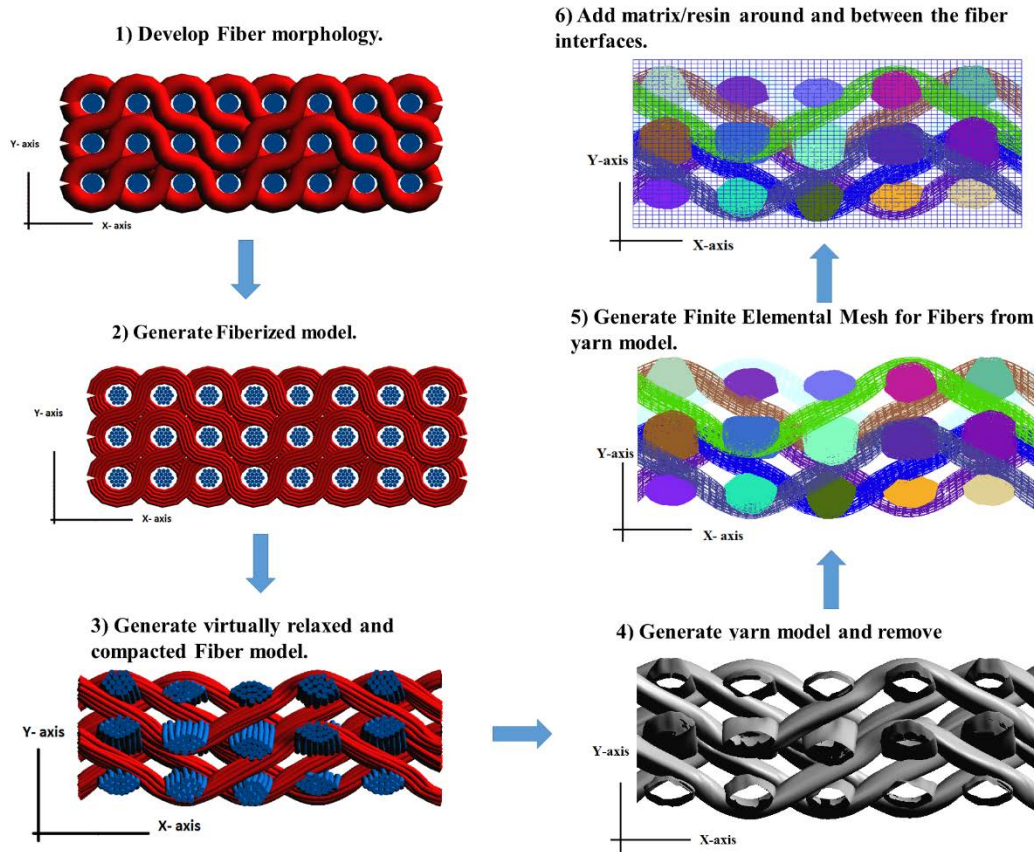 1) Develop Fiber morphology.
Y- axis
X- axis
2) Generate Fiberized model.
Y- axis
X- axis
3) Generate virtually relaxed and
compacted Fiber model.
Y- axis
X- axis
4) Generate yarn model and remove
Y-axis
X-axis
5) Generate Finite Elemental Mesh for Fibers from
yarn model.
Y-axis
X- axis
6) Add matrix/resin around and between the fiber
interfaces.
Y-axis
X-axis